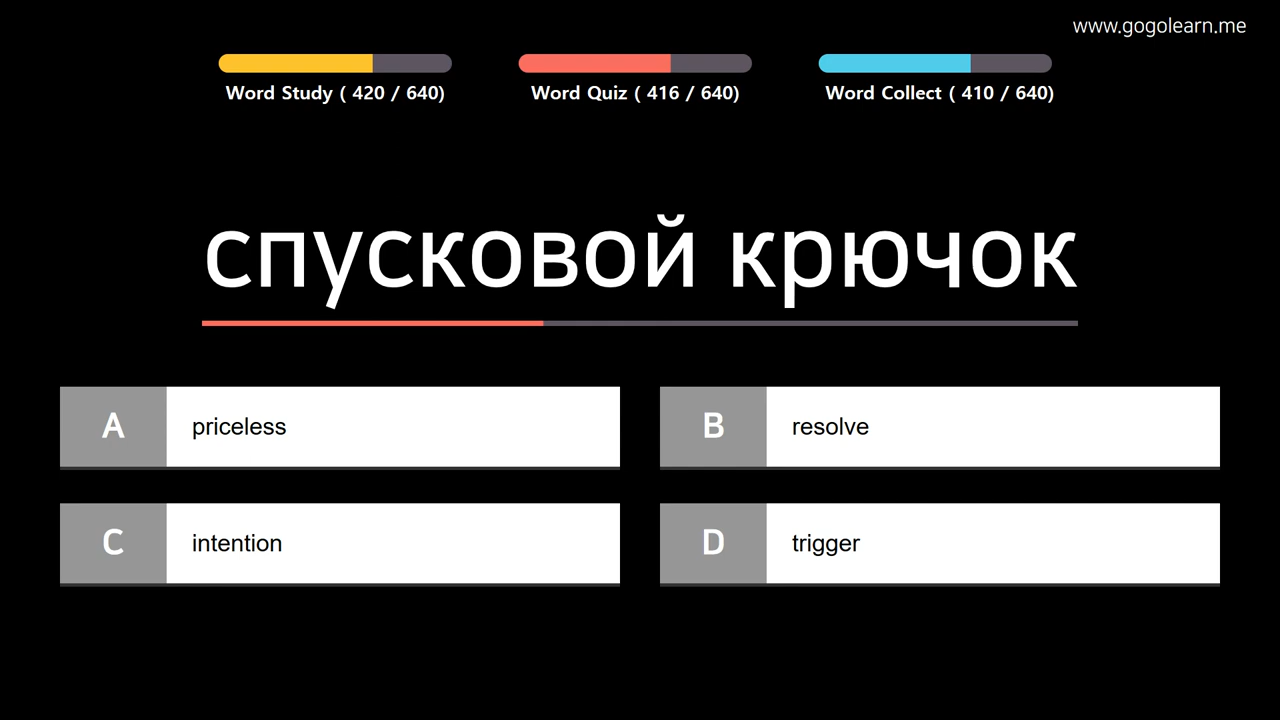 www.gogolearn.me
Word Study ( 420 / 640)
Word Quiz ( 416 / 640)
Word Collect ( 410 / 640)
спусковой крючок
A priceless
B resolve
C intention
D trigger